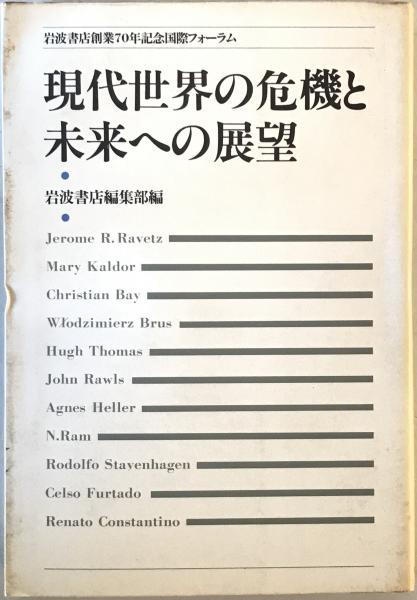 岩波書店創業70年記念国際フォーラム
現代世界の危機と
未来への展望
岩波書店編集部編
Jerome R. Ravetz
Mary Kaldor
Christian Bay
Włodzimierz Brus
Hugh Thomas
John Rawls
Agnes Heller
N.Ram
Rodolfo Stavenhagen
Celso Furtado
Renato Constantino